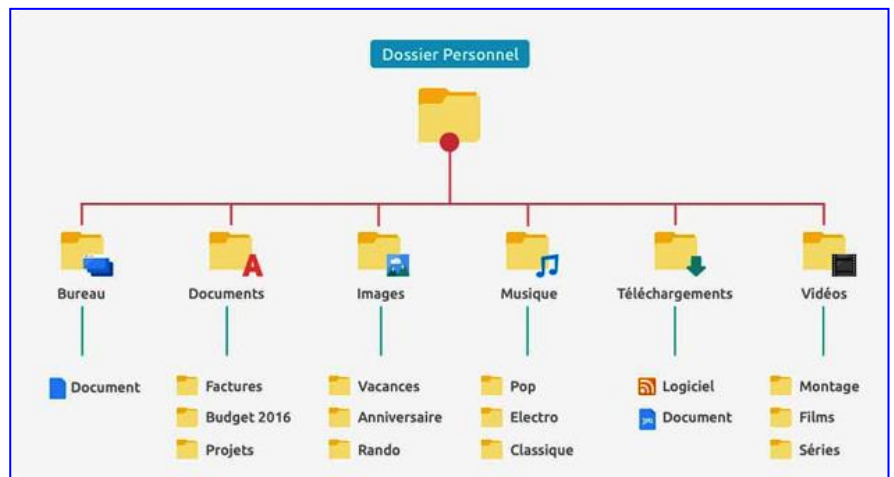 Dossier Personnel
Bureau
Documents
Images
Musique
Téléchargements
Vidéos
Document
Factures
Vacances
Pop
Logiciel
Montage
Budget 2016
Anniversaire
Electro
Document
Films
Projets
Rando
Classique
Séries